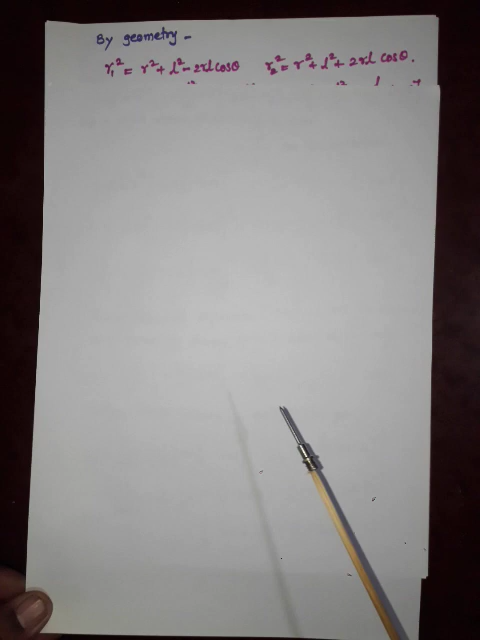 By geometry -
r₁² = r² + l² - 2rl cosθ r₂² = r² + l² + 2rl cosθ.